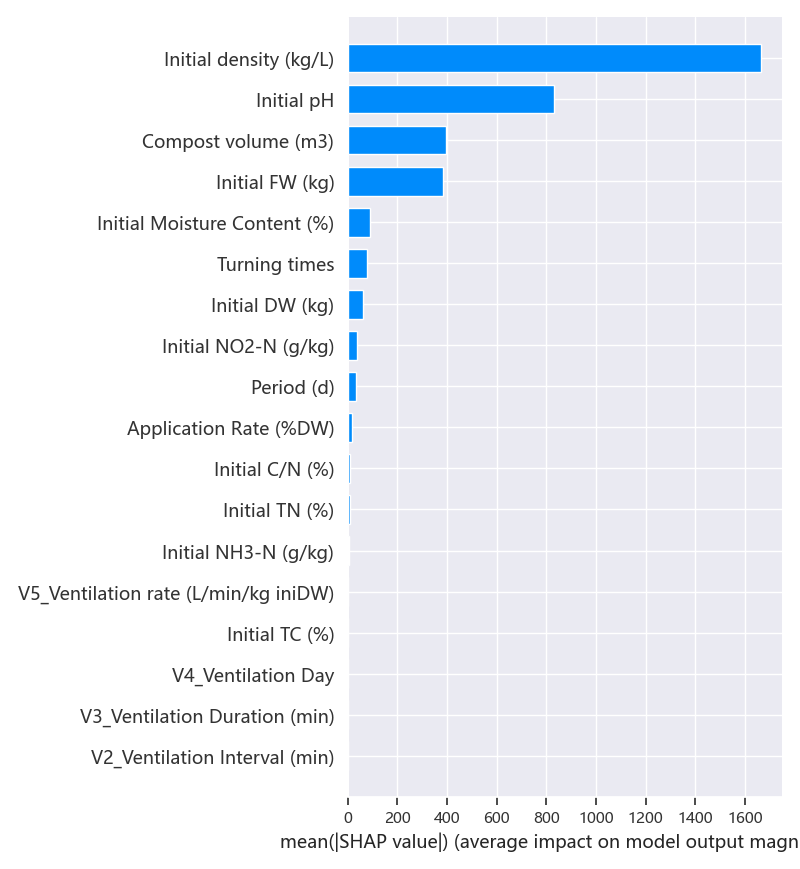 Initial density (kg/L)
Initial pH
Compost volume (m3)
Initial FW (kg)
Initial Moisture Content (%)
Turning times
Initial DW (kg)
Initial NO2-N (g/kg)
Period (d)
Application Rate (%DW)
Initial C/N (%)
Initial TN (%)
Initial NH3-N (g/kg)
V5_Ventilation rate (L/min/kg iniDW)
Initial TC (%)
V4_Ventilation Day
V3_Ventilation Duration (min)
V2_Ventilation Interval (min)
0 200 400 600 800 1000 1200 1400 1600
mean(|SHAP value|) (average impact on model output magn